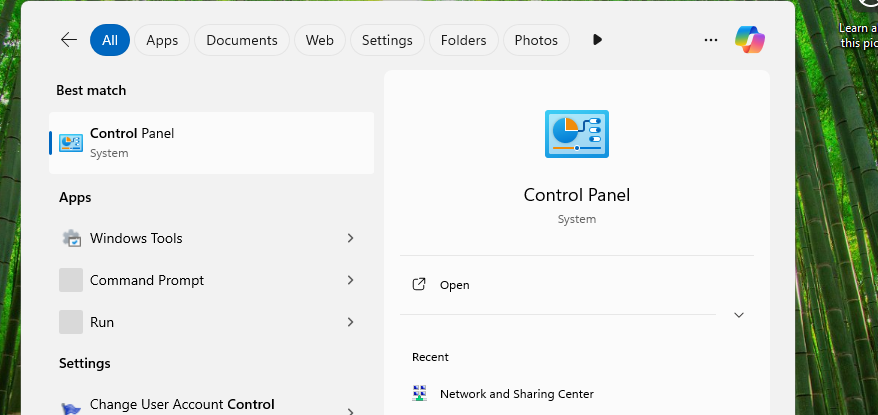 All
Apps
Documents
Web
Settings
Folders
Photos
Learn a
this pic
Best match
Control Panel
System
Apps
Windows Tools
Command Prompt
Run
Settings
Change User Account Control
Control Panel
System
Open
Recent
Network and Sharing Center